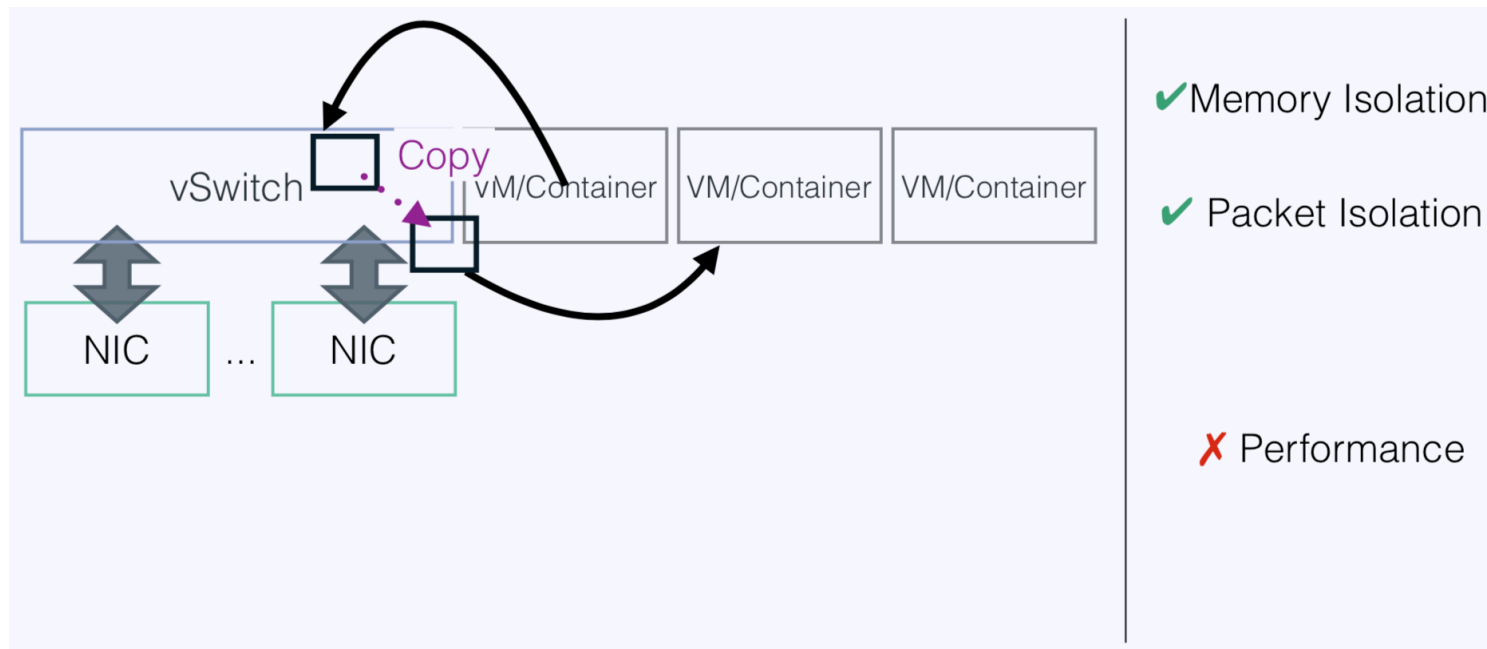 Copy
vSwitch
VM/Container
VM/Container
VM/Container
NIC
...
NIC
✔Memory Isolation
✔ Packet Isolation
✗ Performance